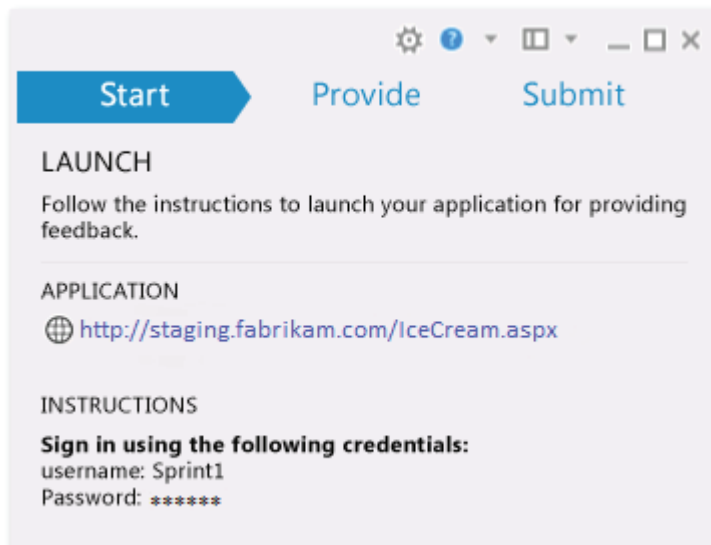 Start Provide Submit
LAUNCH
Follow the instructions to launch your application for providing
feedback.
APPLICATION
http://staging.fabrikam.com/IceCream.aspx
INSTRUCTIONS
Sign in using the following credentials:
username: Sprint1
Password: ******